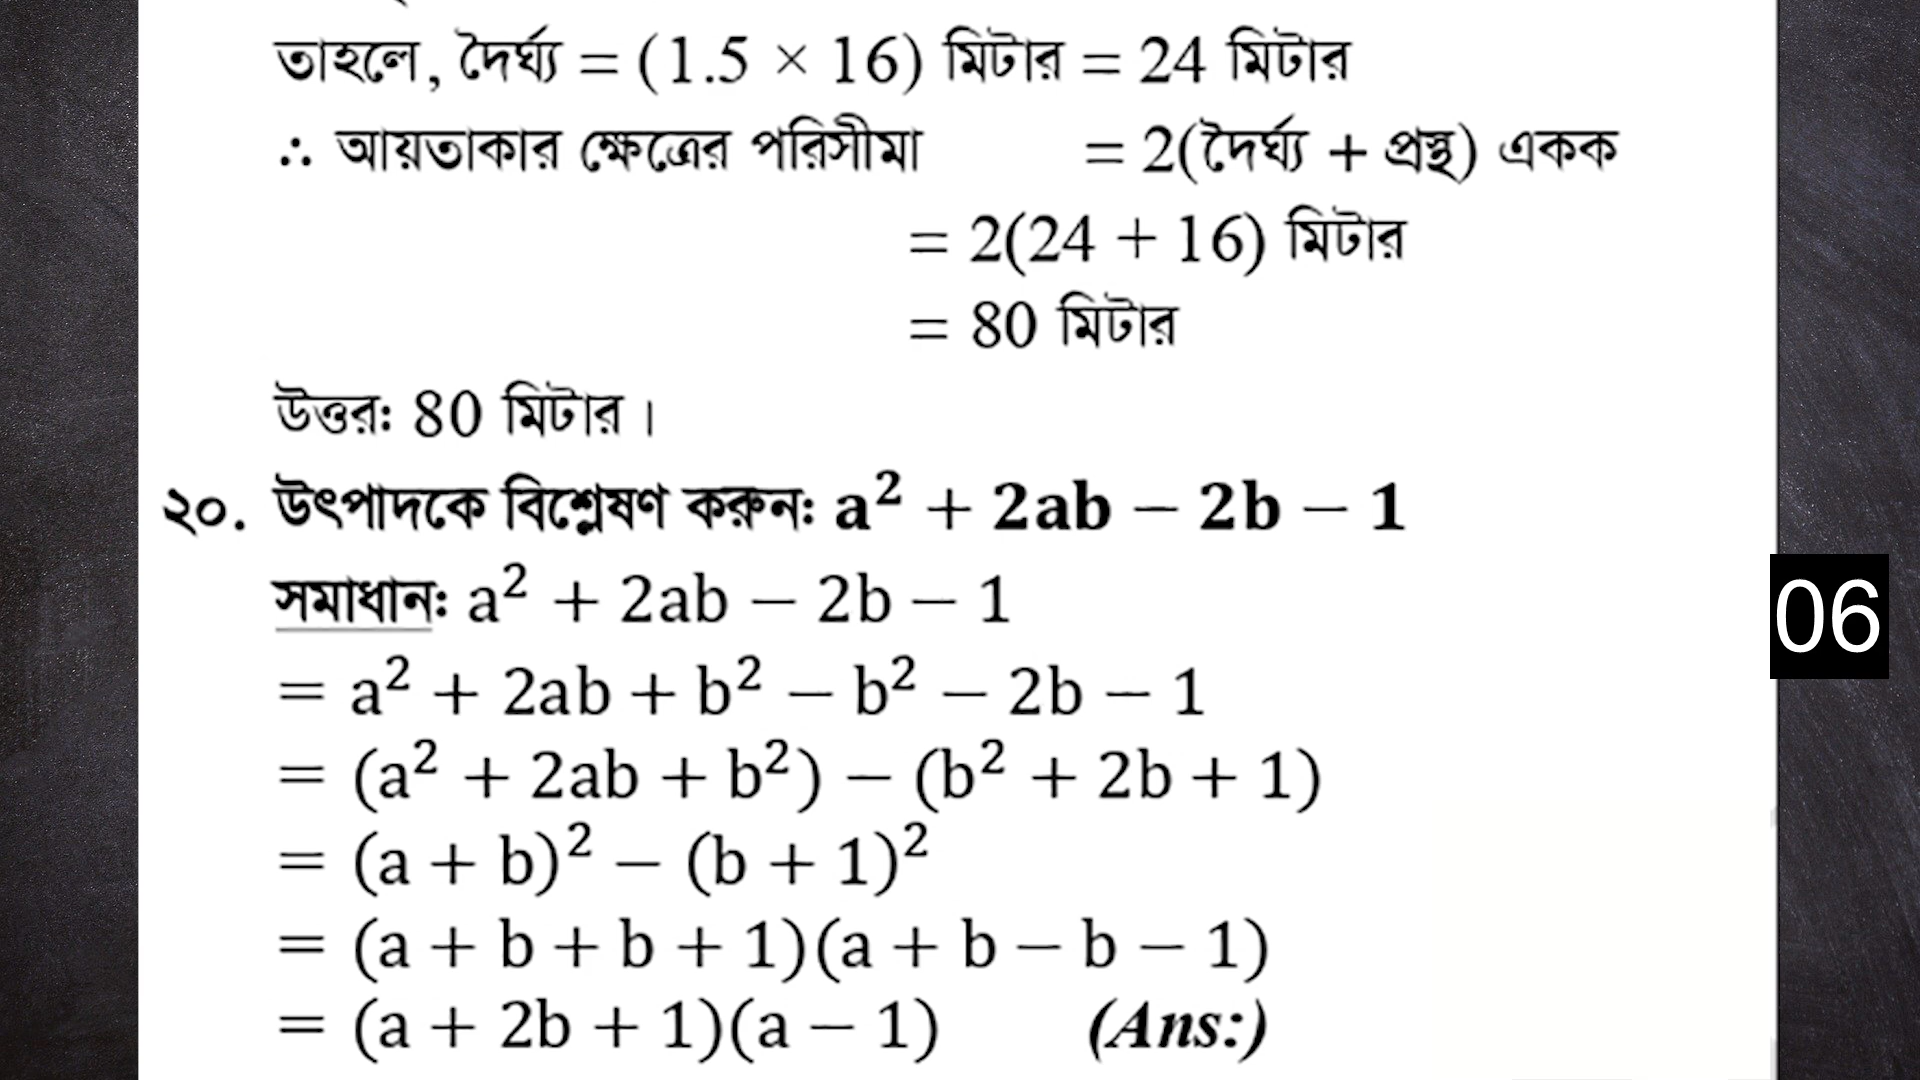 তাহলে, দৈর্ঘ্য = (1.5 × 16) মিটার = 24 মিটার
∴ আয়তাকার ক্ষেত্রের পরিসীমা = 2(দৈর্ঘ্য + প্রস্থ) একক
= 2(24 + 16) মিটার
= 80 মিটার
উত্তরঃ 80 মিটার।
২০. উৎপাদকে বিশ্লেষণ করুনঃ a² + 2ab − 2b − 1
সমাধানঃ a² + 2ab − 2b − 1
06
= a² + 2ab + b² − b² − 2b − 1
= (a² + 2ab + b²) − (b² + 2b + 1)
= (a + b)² − (b + 1)²
= (a + b + b + 1)(a + b − b − 1)
= (a + 2b + 1)(a − 1) (Ans:)